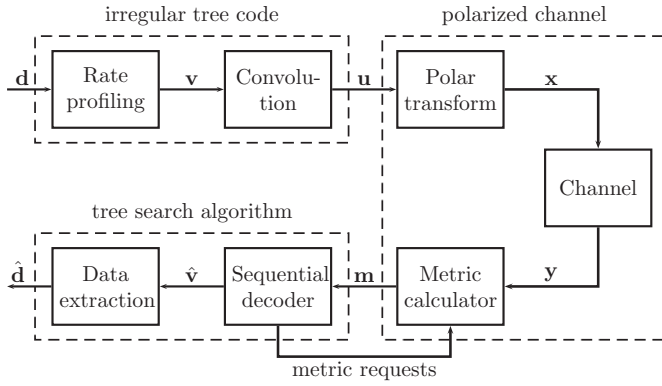 irregular tree code
polarized channel
d
Rate
profiling
v
Convolu-
tion
u
Polar
transform
x
Channel
tree search algorithm
d̂
Data
extraction
v̂
Sequential
decoder
m
Metric
calculator
y
metric requests